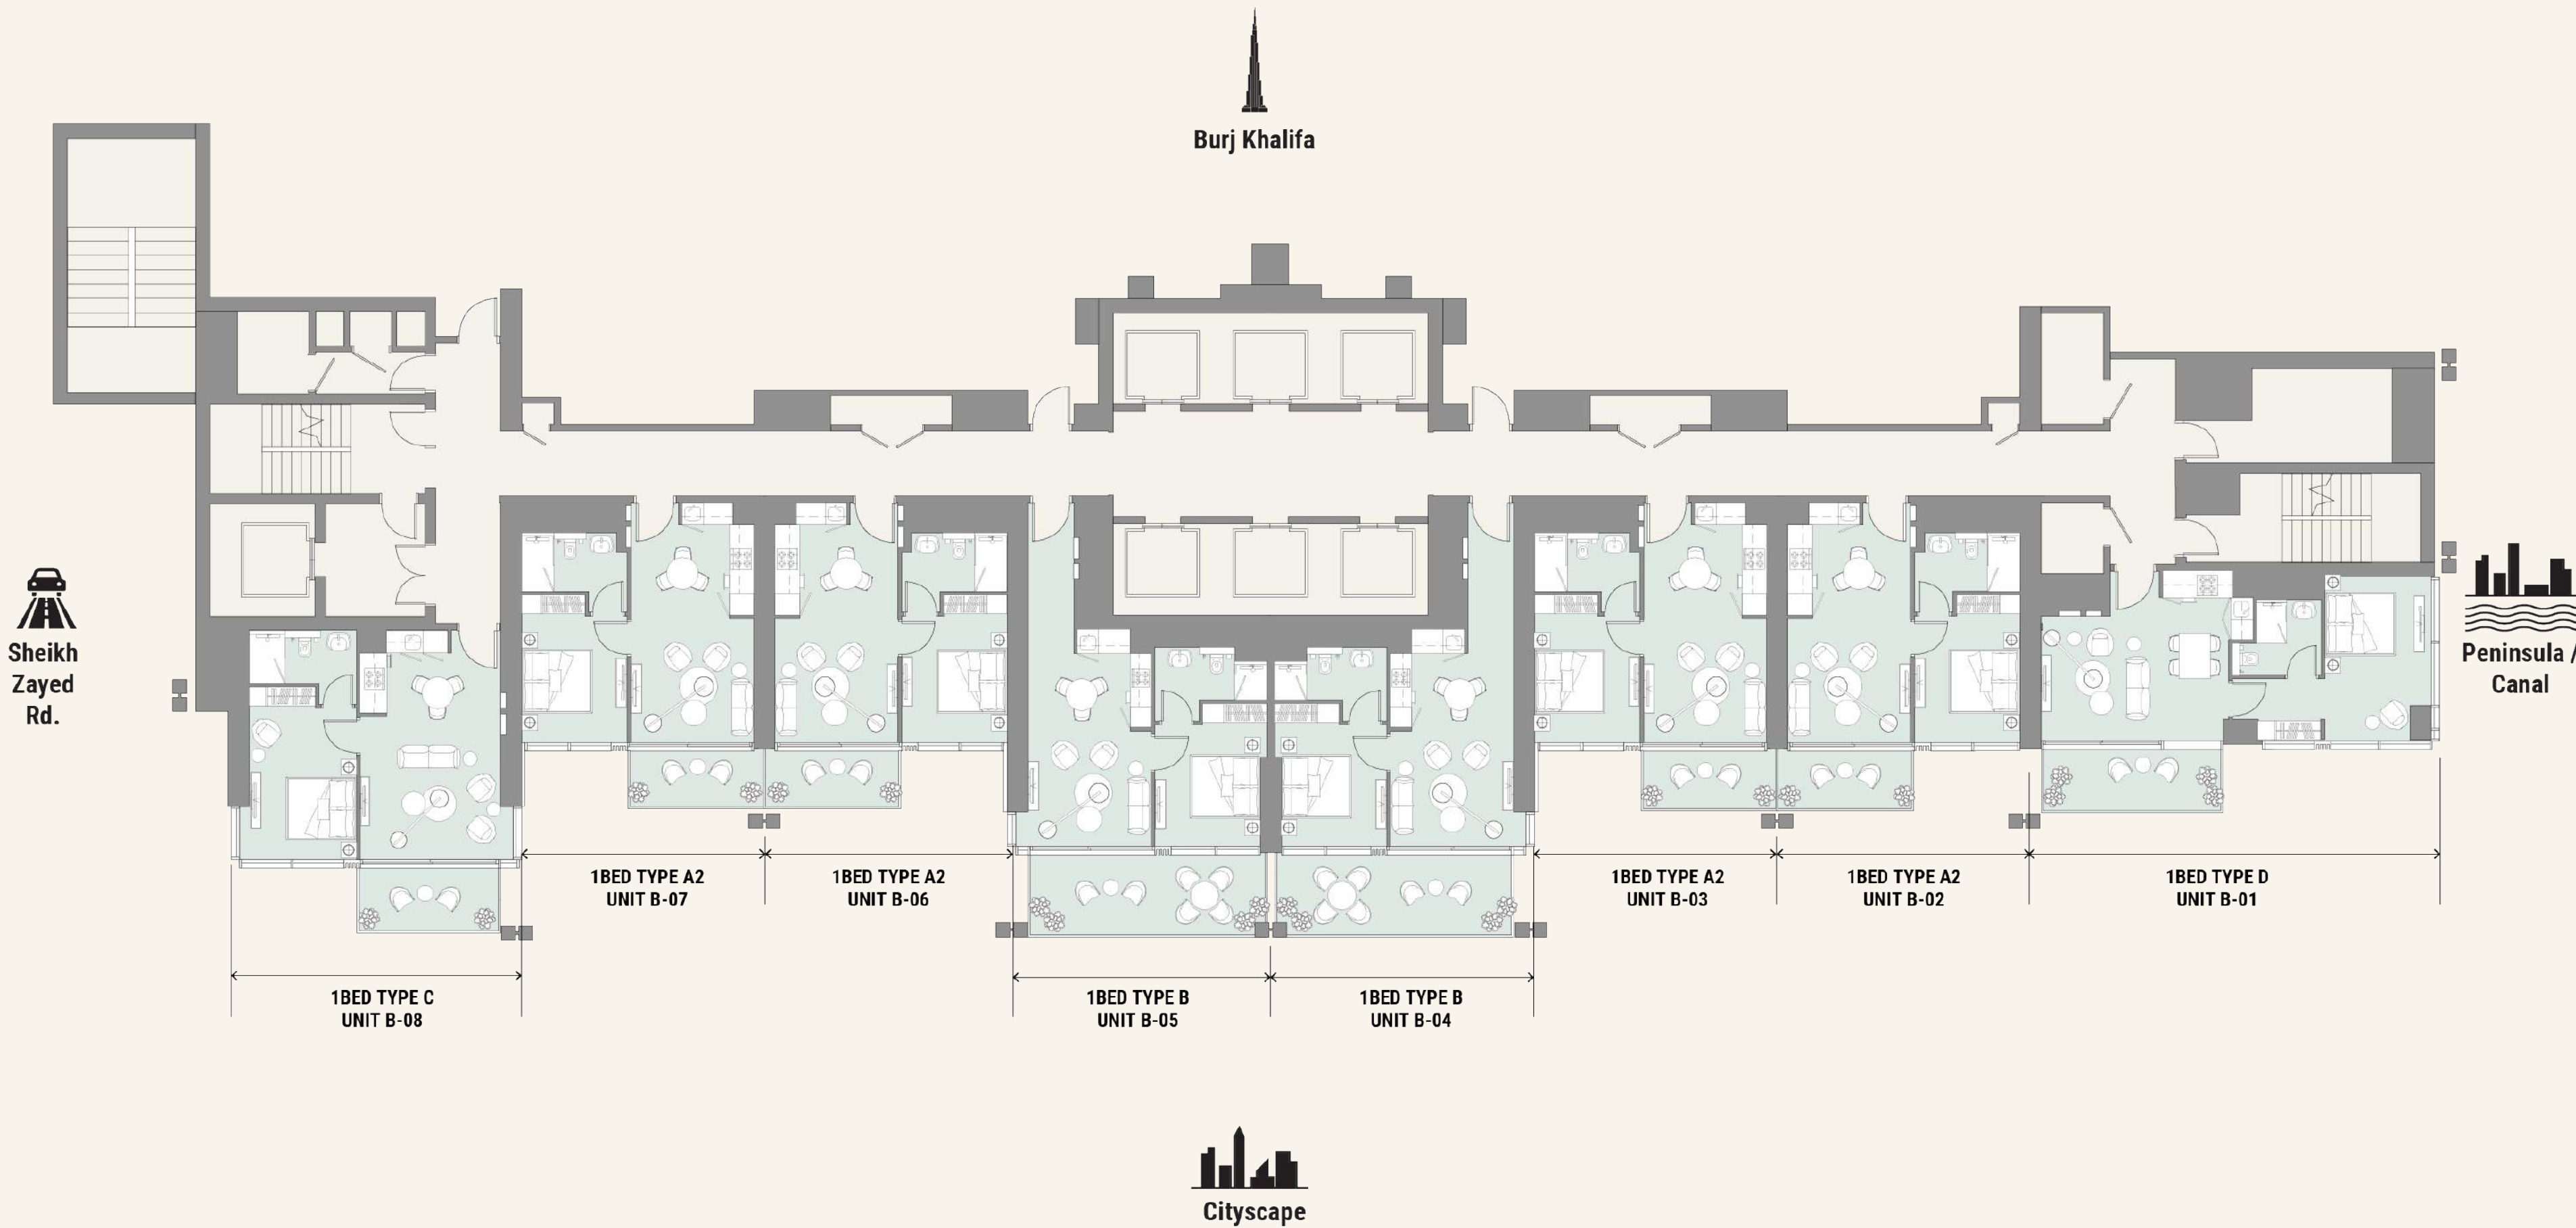 Burj Khalifa
Sheikh
Zayed
Rd.
Peninsula /
Canal
1BED TYPE A2
UNIT B-07
1BED TYPE A2
UNIT B-06
1BED TYPE A2
UNIT B-03
1BED TYPE A2
UNIT B-02
1BED TYPE D
UNIT B-01
1BED TYPE C
UNIT B-08
1BED TYPE B
UNIT B-05
1BED TYPE B
UNIT B-04
Cityscape